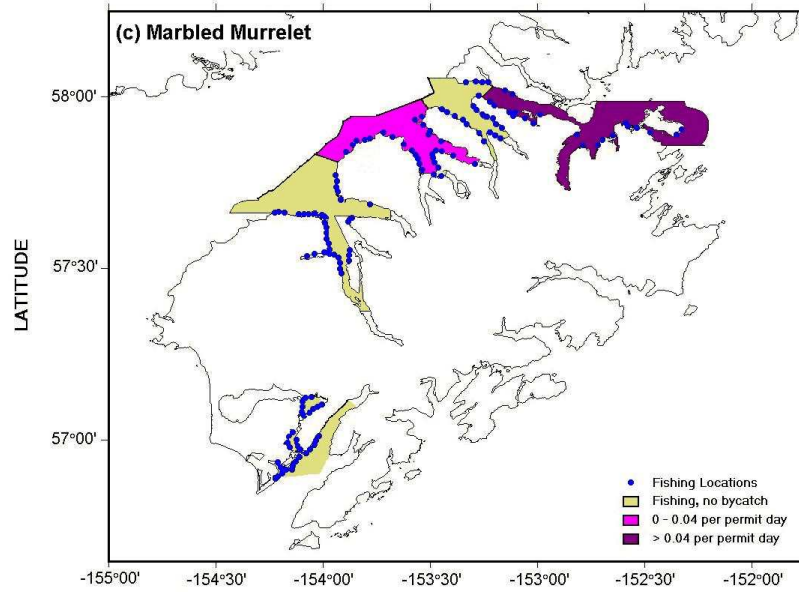 (c) Marbled Murrelet
58°00'
57°30'
57°00'
LATITUDE
Fishing Locations
Fishing, no bycatch
0 - 0.04 per permit day
> 0.04 per permit day
-155°00' -154°30' -154°00' -153°30' -153°00' -152°30' -152°00'